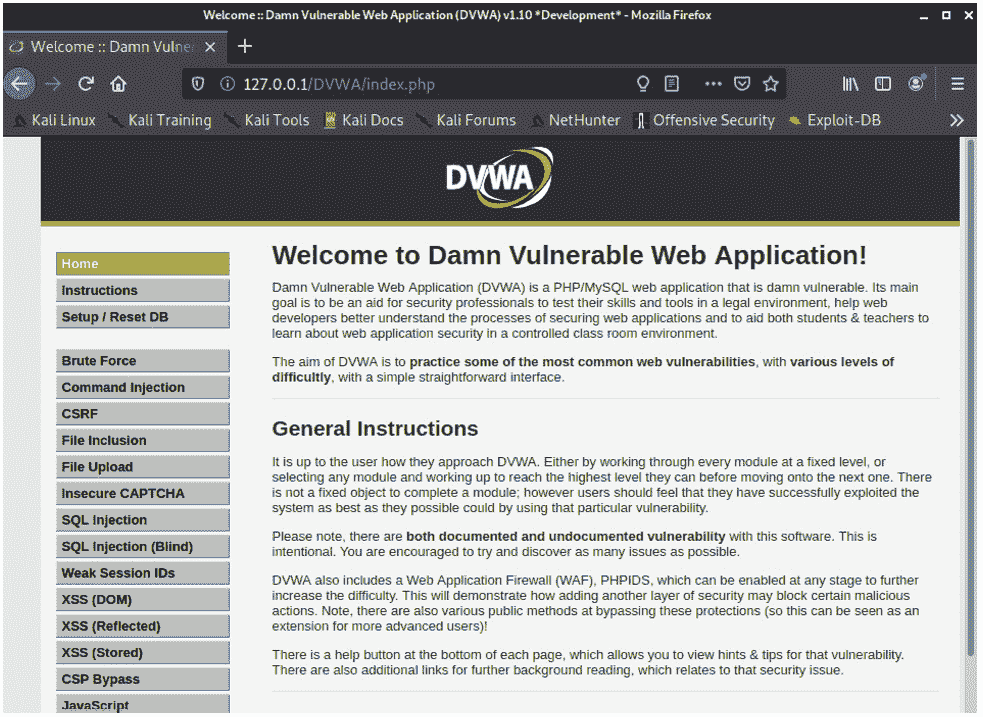 Welcome :: Damn Vulnerable Web Application (DVWA) v1.10 *Development* - Mozilla Firefox
Welcome :: Damn Vulne
127.0.0.1/DVWA/index.php
Kali Linux
Kali Training
Kali Tools
Kali Docs
Kali Forums
NetHunter
Offensive Security
Exploit-DB
DVWA
Home
Instructions
Setup / Reset DB
Brute Force
Command Injection
CSRF
File Inclusion
File Upload
Insecure CAPTCHA
SQL Injection
SQL Injection (Blind)
Weak Session IDs
XSS (DOM)
XSS (Reflected)
XSS (Stored)
CSP Bypass
JavaScript
Welcome to Damn Vulnerable Web Application!
Damn Vulnerable Web Application (DVWA) is a PHP/MySQL web application that is damn vulnerable. Its main
goal is to be an aid for security professionals to test their skills and tools in a legal environment, help web
developers better understand the processes of securing web applications and to aid both students & teachers to
learn about web application security in a controlled class room environment.
The aim of DVWA is to practice some of the most common web vulnerabilities, with various levels of
difficultly, with a simple straightforward interface.
General Instructions
It is up to the user how they approach DVWA. Either by working through every module at a fixed level, or
selecting any module and working up to reach the highest level they can before moving onto the next one. There
is not a fixed object to complete a module; however users should feel that they have successfully exploited the
system as best as they possible could by using that particular vulnerability.
Please note, there are both documented and undocumented vulnerability with this software. This is
intentional. You are encouraged to try and discover as many issues as possible.
DVWA also includes a Web Application Firewall (WAF), PHPIDS, which can be enabled at any stage to further
increase the difficulty. This will demonstrate how adding another layer of security may block certain malicious
actions. Note, there are also various public methods at bypassing these protections (so this can be seen as an
extension for more advanced users)!
There is a help button at the bottom of each page, which allows you to view hints & tips for that vulnerability.
There are also additional links for further background reading, which relates to that security issue.